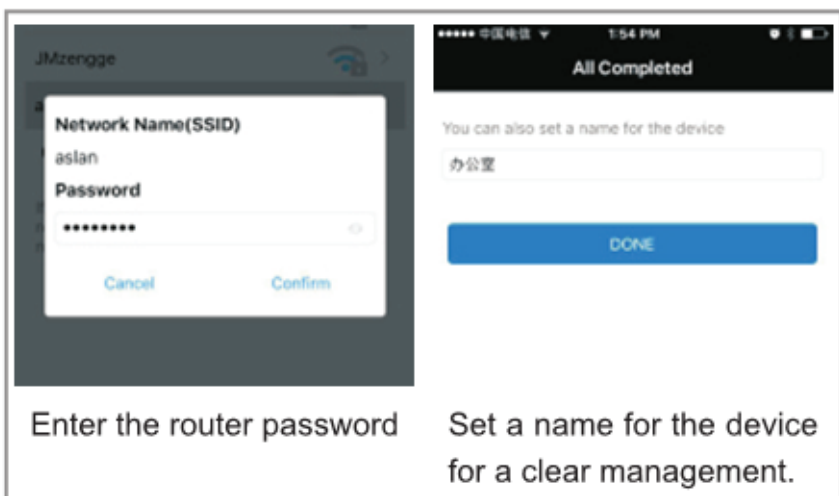 JMzengge
Network Name(SSID)
aslan
Password
••••••••
Cancel
Confirm
Enter the router password
••••• 中国电信
1:54 PM
All Completed
You can also set a name for the device
办公室
DONE
Set a name for the device
for a clear management.